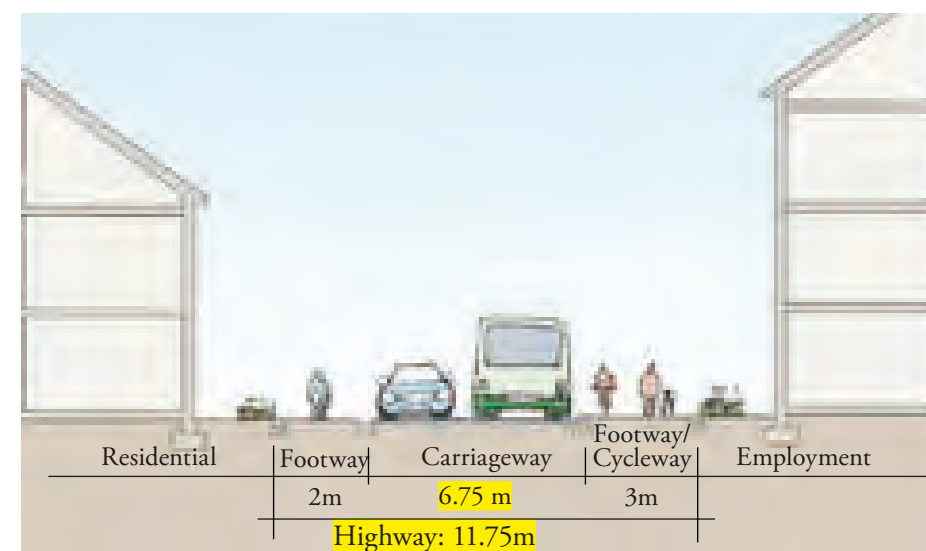 Residential
Footway
Carriageway
Footway/
Cycleway
Employment
2m
6.75 m
3m
Highway: 11.75m